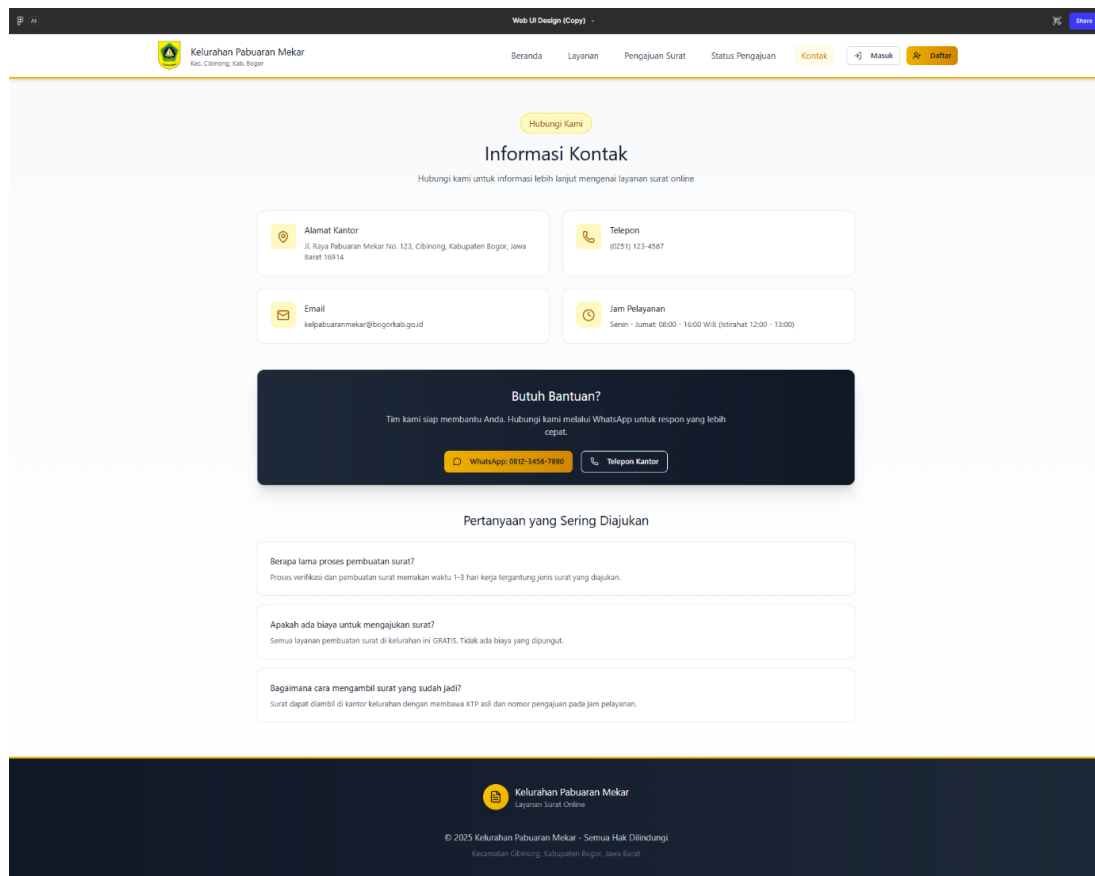 AI
Web UI Design (Copy)
Share
Kelurahan Pabuaran Mekar
Kec. Cibinong, Kab. Bogor
Beranda
Layanan
Pengajuan Surat
Status Pengajuan
Kontak
Masuk
Daftar
Hubungi Kami
Informasi Kontak
Hubungi kami untuk informasi lebih lanjut mengenai layanan surat online
Alamat Kantor
Jl. Raya Pabuaran Mekar No. 123, Cibinong, Kabupaten Bogor, Jawa
Barat 16914
Telepon
(0251) 123-4567
Email
kelpabuaranmekar@bogorkab.go.id
Jam Pelayanan
Senin - Jumat: 08:00 - 16:00 WIB (Istirahat 12:00 - 13:00)
Butuh Bantuan?
Tim kami siap membantu Anda. Hubungi kami melalui WhatsApp untuk respon yang lebih
cepat.
WhatsApp: 0812-3456-7890
Telepon Kantor
Pertanyaan yang Sering Diajukan
Berapa lama proses pembuatan surat?
Proses verifikasi dan pembuatan surat memakan waktu 1-3 hari kerja tergantung jenis surat yang diajukan.
Apakah ada biaya untuk mengajukan surat?
Semua layanan pembuatan surat di kelurahan ini GRATIS. Tidak ada biaya yang dipungut.
Bagaimana cara mengambil surat yang sudah jadi?
Surat dapat diambil di kantor kelurahan dengan membawa KTP asli dan nomor pengajuan pada jam pelayanan.
Kelurahan Pabuaran Mekar
Layanan Surat Online
© 2025 Kelurahan Pabuaran Mekar - Semua Hak Dilindungi
Kecamatan Cibinong, Kabupaten Bogor, Jawa Barat